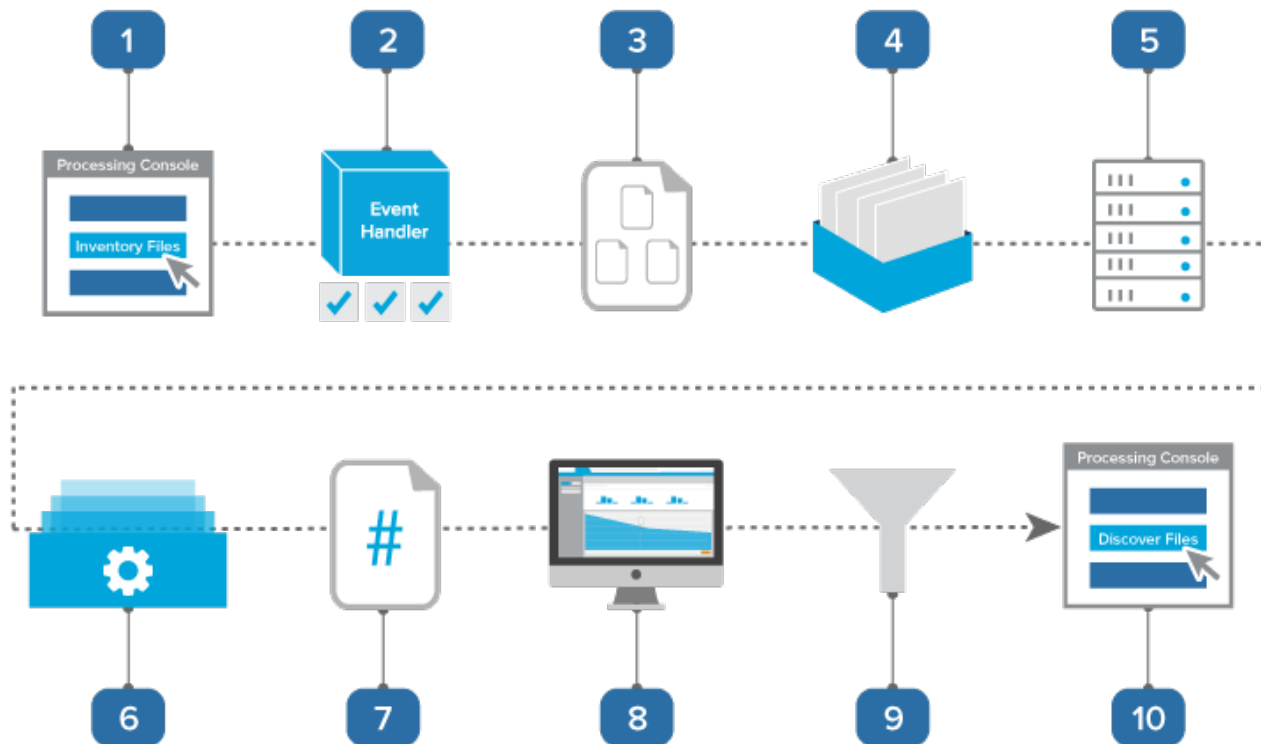 1
2
3
4
5
Processing Console
Inventory Files
Event
Handler
#
Processing Console
Discover Files
6
7
8
9
10